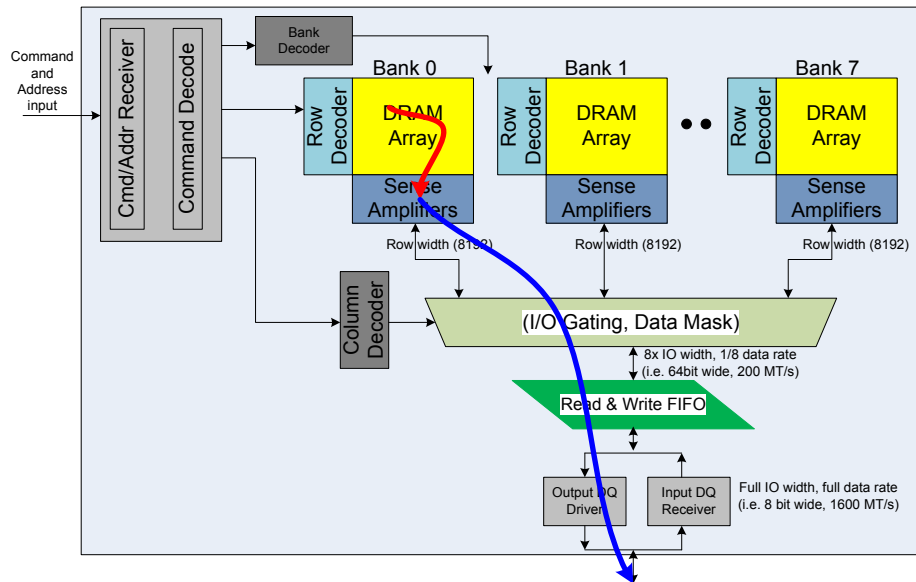 Command
and
Address
input
Cmd/Addr Receiver
Command Decode
Bank
Decoder
Bank 0
Bank 1
Bank 7
Row
Decoder
DRAM
Array
Row
Decoder
DRAM
Array
Row
Decoder
DRAM
Array
Sense
Amplifiers
Sense
Amplifiers
Sense
Amplifiers
Row width (8192)
Row width (8192)
Row width (8192)
Column
Decoder
(I/O Gating, Data Mask)
8x IO width, 1/8 data rate
(i.e. 64bit wide, 200 MT/s)
Read & Write FIFO
Output DQ
Driver
Input DQ
Receiver
Full IO width, full data rate
(i.e. 8 bit wide, 1600 MT/s)